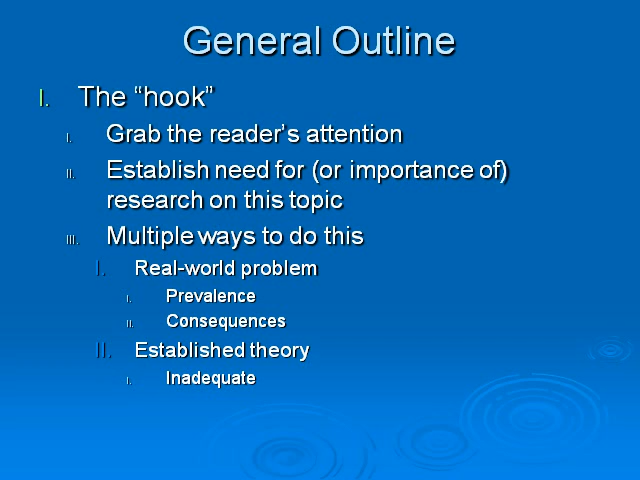 General Outline
I. The “hook”
I. Grab the reader’s attention
II. Establish need for (or importance of)
research on this topic
III. Multiple ways to do this
I. Real-world problem
I. Prevalence
II. Consequences
II. Established theory
I. Inadequate